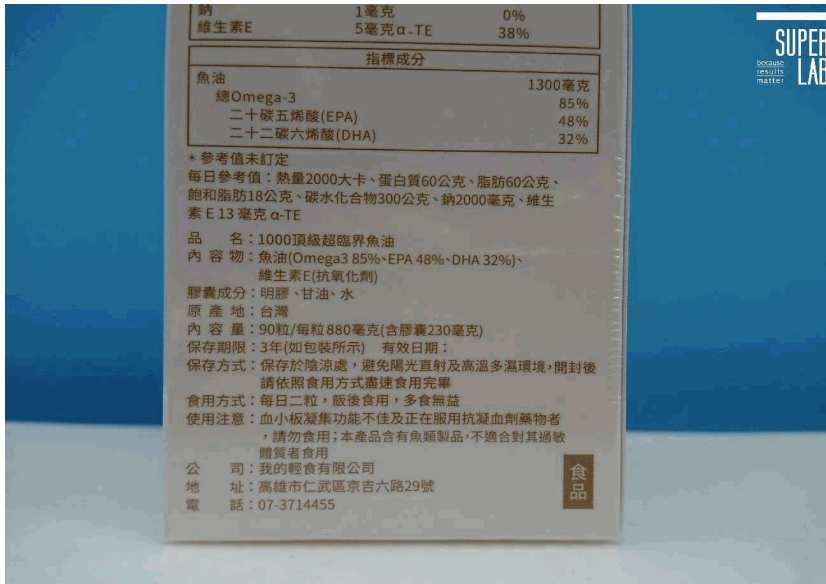 鈉 1毫克 0%
維生素E 5毫克α-TE 38%
指標成分
魚油 1300毫克
總Omega-3 85%
二十碳五烯酸(EPA) 48%
二十二碳六烯酸(DHA) 32%
＊參考值未訂定
每日參考值：熱量2000大卡、蛋白質60公克、脂肪60公克、
飽和脂肪18公克、碳水化合物300公克、鈉2000毫克、維生
素E 13 毫克 α-TE
品 名：1000頂級超臨界魚油
內容物：魚油(Omega3 85%、EPA 48%、DHA 32%)、
維生素E(抗氧化劑)
膠囊成分：明膠、甘油、水
原產地：台灣
內容量：90粒/每粒880毫克(含膠囊230毫克)
保存期限：3年(如包裝所示) 有效日期：
保存方式：保存於陰涼處，避免陽光直射及高溫多濕環境，開封後
請依照食用方式盡速食用完畢
食用方式：每日二粒，飯後食用，多食無益
使用注意：血小板凝集功能不佳及正在服用抗凝血劑藥物者
，請勿食用；本產品含有魚類製品，不適合對其過敏
體質者食用
公 司：我的輕食有限公司
地 址：高雄市仁武區京吉六路29號
電 話：07-3714455
食品
SUPER
LAB
because
results
matter